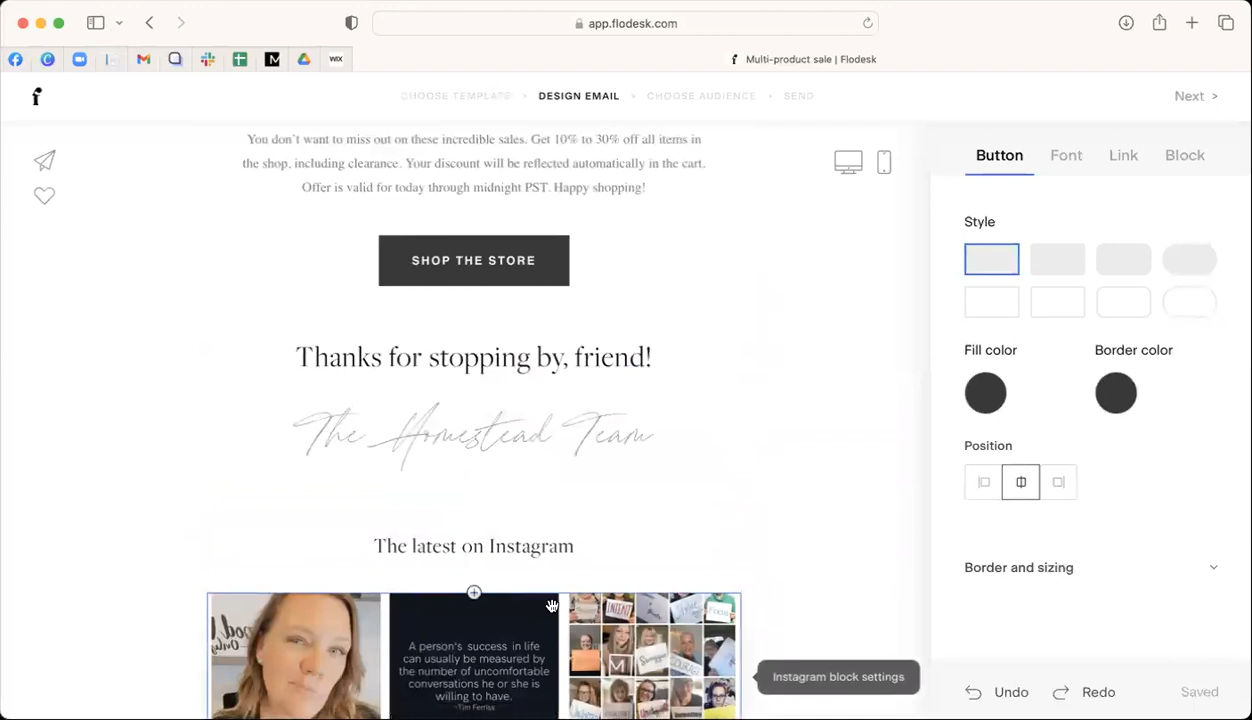 app.flodesk.com
WIX
Multi-product sale | Flodesk
CHOOSE TEMPLATE
DESIGN EMAIL
CHOOSE AUDIENCE
SEND
Next >
You don't want to miss out on these incredible sales. Get 10% to 30% off all items in
the shop, including clearance. Your discount will be reflected automatically in the cart.
Offer is valid for today through midnight PST. Happy shopping!
SHOP THE STORE
Thanks for stopping by, friend!
The Homestead Team
The latest on Instagram
A person's success in life
can usually be measured by
the number of uncomfortable
conversations he or she is
willing to have.
-Tim Ferriss
Instagram block settings
Button
Font
Link
Block
Style
Fill color
Border color
Position
Border and sizing
Undo
Redo
Saved